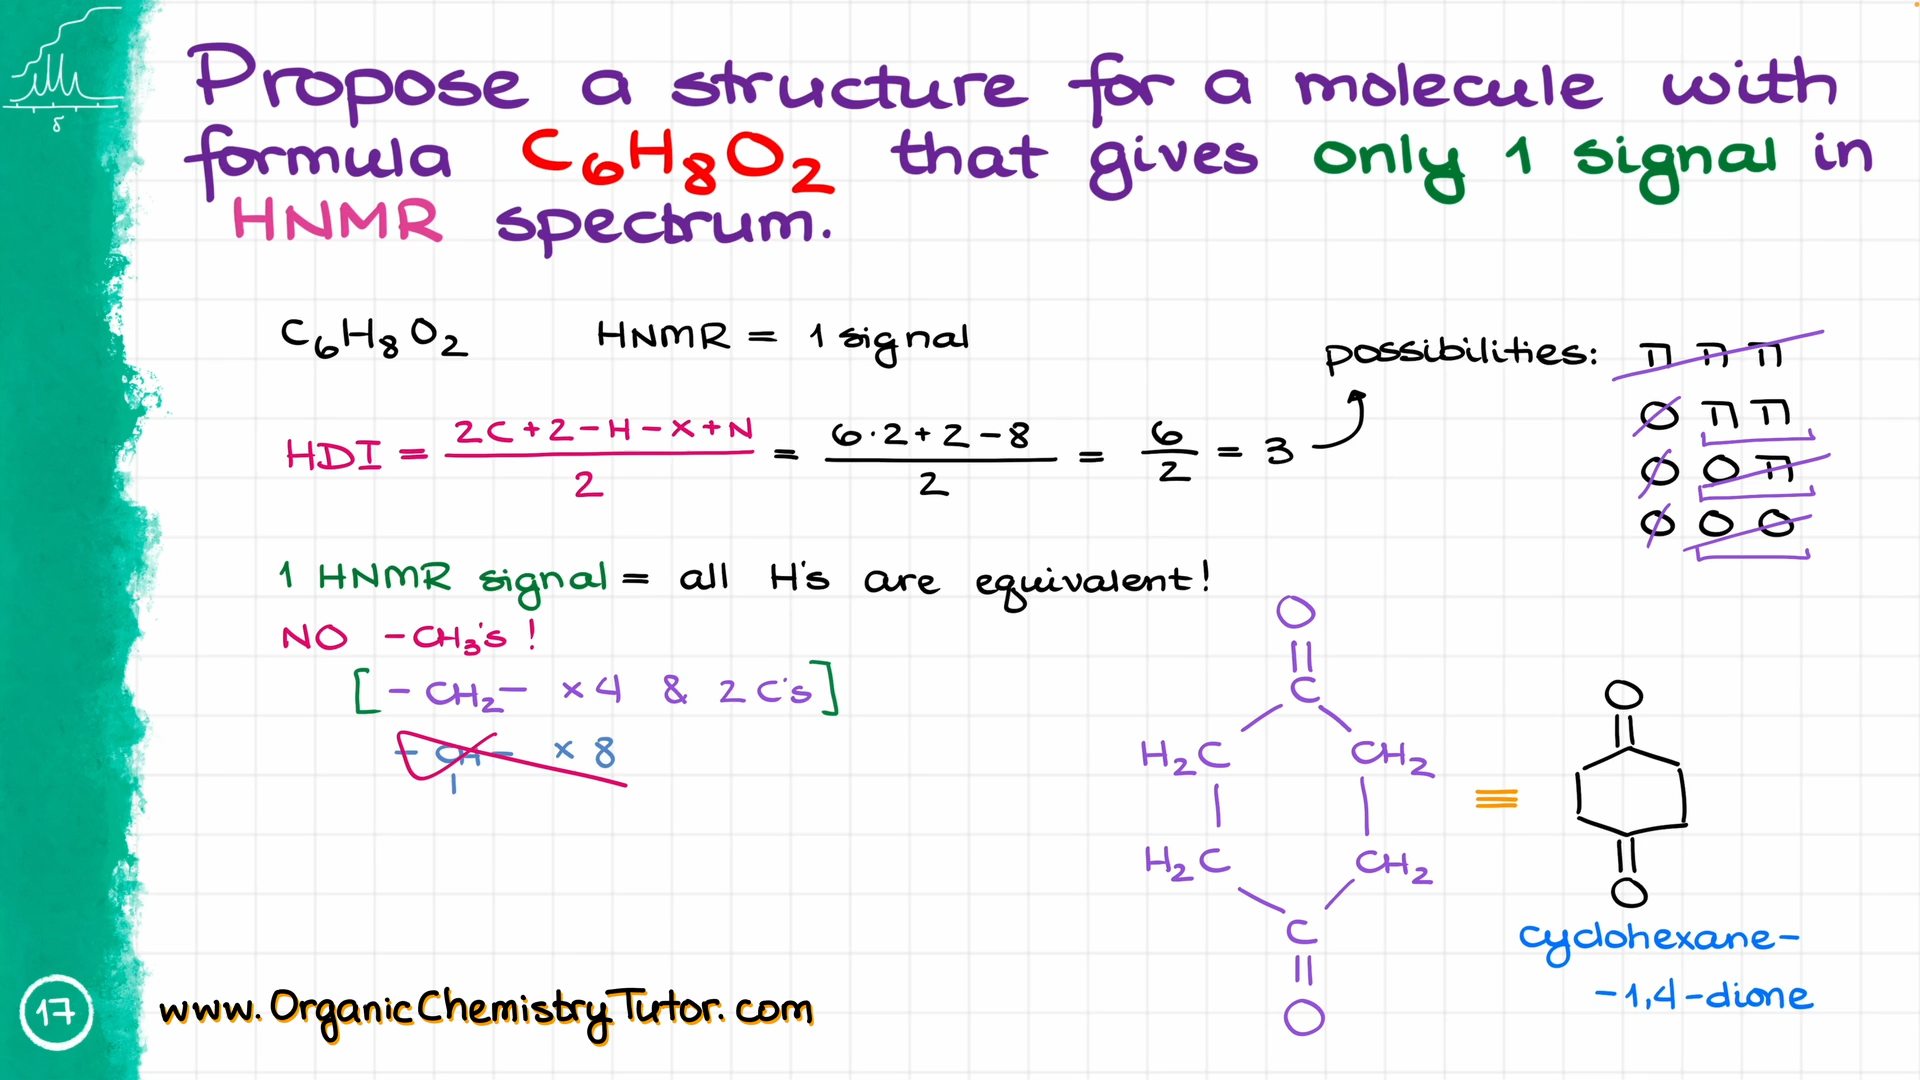 Propose a structure for a molecule with
formula C₆H₈O₂ that gives only 1 signal in
HNMR spectrum.
C₆H₈O₂ HNMR = 1 signal
possibilities: π π π
O π π
O O π
O O O
HDI = (2C+2-H-X+N)/2 = (6·2+2-8)/2 = 6/2 = 3
1 HNMR signal = all H's are equivalent!
NO -CH₃'s!
[-CH₂- ×4 & 2 C's]
-CH- ×8
O
C
H₂C CH₂
H₂C CH₂
C
O
≡
O
O
cyclohexane-
-1,4-dione
δ
17
www.OrganicChemistryTutor.com